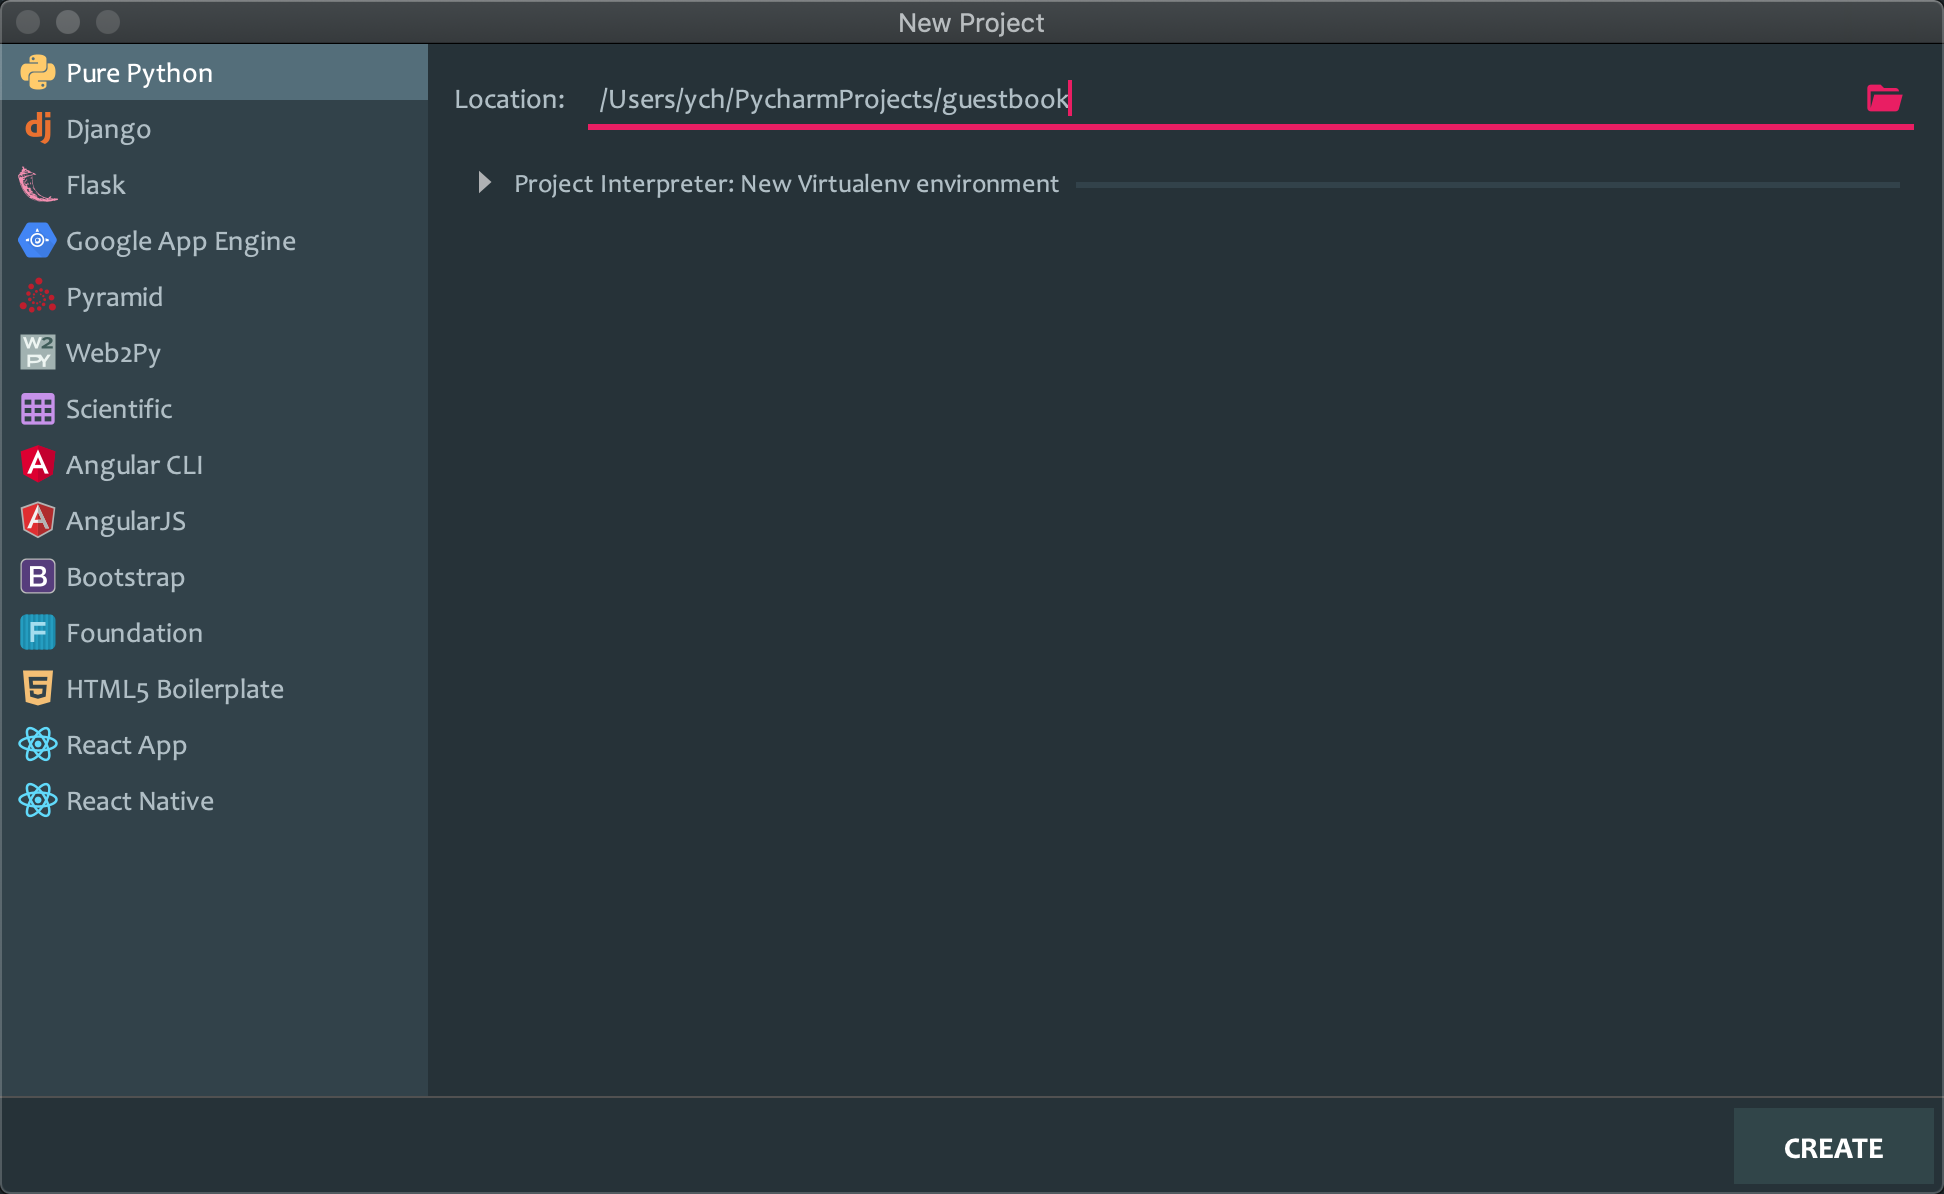 New Project
Pure Python
Django
Flask
Google App Engine
Pyramid
W2
PY
Web2Py
Scientific
Angular CLI
AngularJS
B
Bootstrap
F
Foundation
5
HTML5 Boilerplate
React App
React Native
Location: /Users/ych/PycharmProjects/guestbook
Project Interpreter: New Virtualenv environment
CREATE